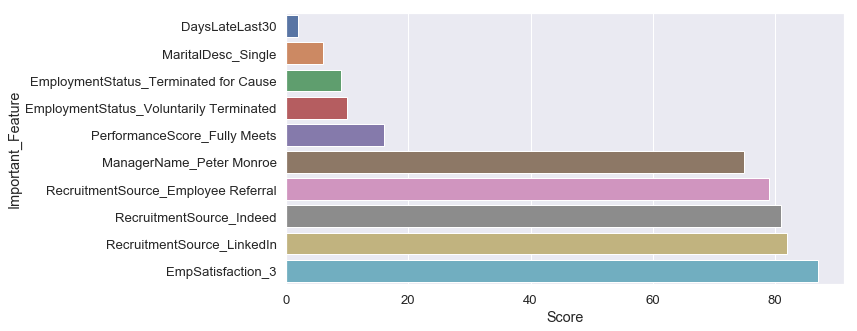 DaysLateLast30
MaritalDesc_Single
EmploymentStatus_Terminated for Cause
EmploymentStatus_Voluntarily Terminated
PerformanceScore_Fully Meets
ManagerName_Peter Monroe
RecruitmentSource_Employee Referral
RecruitmentSource_Indeed
RecruitmentSource_LinkedIn
EmpSatisfaction_3
Important_Feature
0 20 40 60 80
Score